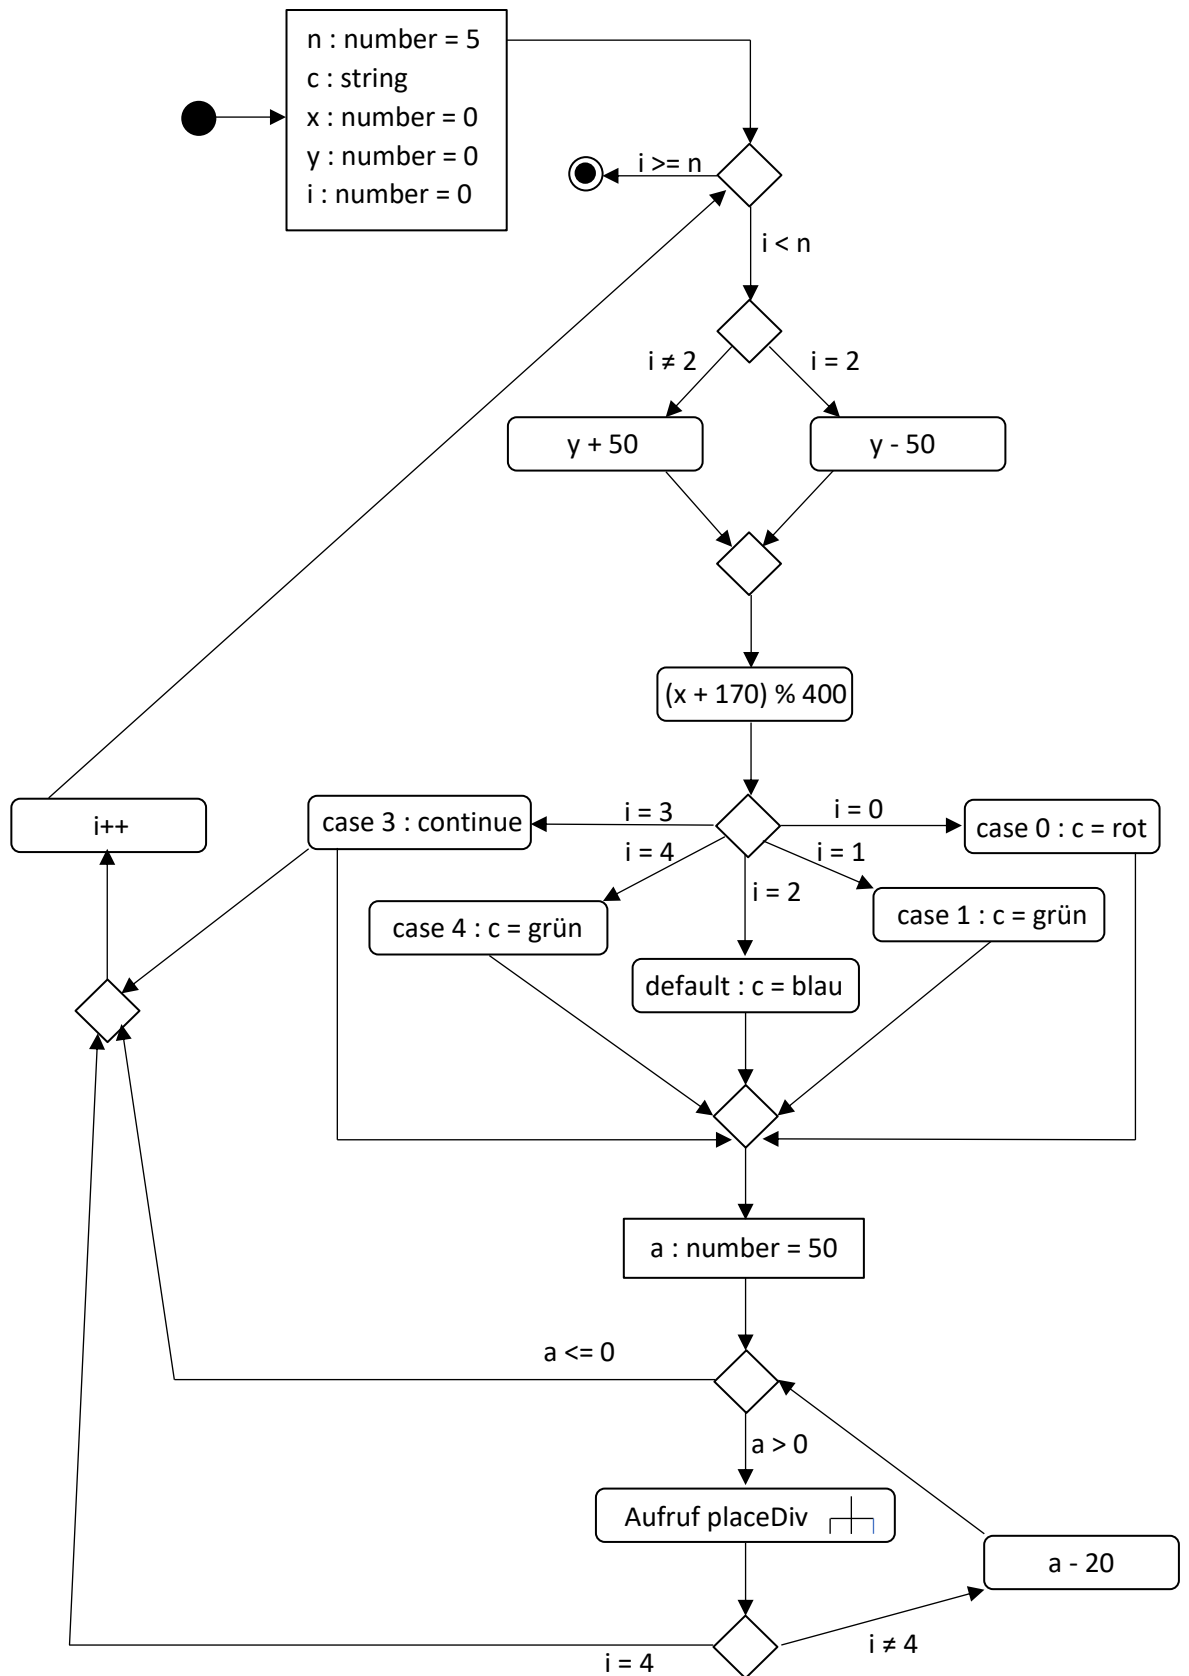 n : number = 5
c : string
x : number = 0
y : number = 0
i : number = 0
i >= n
i < n
i ≠ 2
i = 2
y + 50
y - 50
(x + 170) % 400
i++
case 3 : continue
i = 3
i = 0
case 0 : c = rot
i = 4
i = 1
i = 2
case 4 : c = grün
case 1 : c = grün
default : c = blau
a : number = 50
a <= 0
a > 0
Aufruf placeDiv
a - 20
i ≠ 4
i = 4